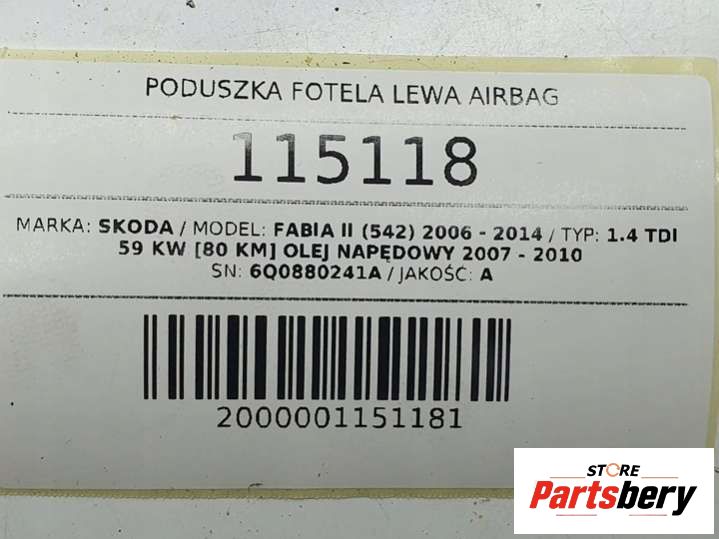 PODUSZKA FOTELA LEWA AIRBAG
115118
MARKA: SKODA / MODEL: FABIA II (542) 2006 - 2014 / TYP: 1.4 TDI
59 KW [80 KM] OLEJ NAPĘDOWY 2007 - 2010
SN: 6Q0880241A / JAKOŚĆ: A
2000001151181
STORE
Partsbery